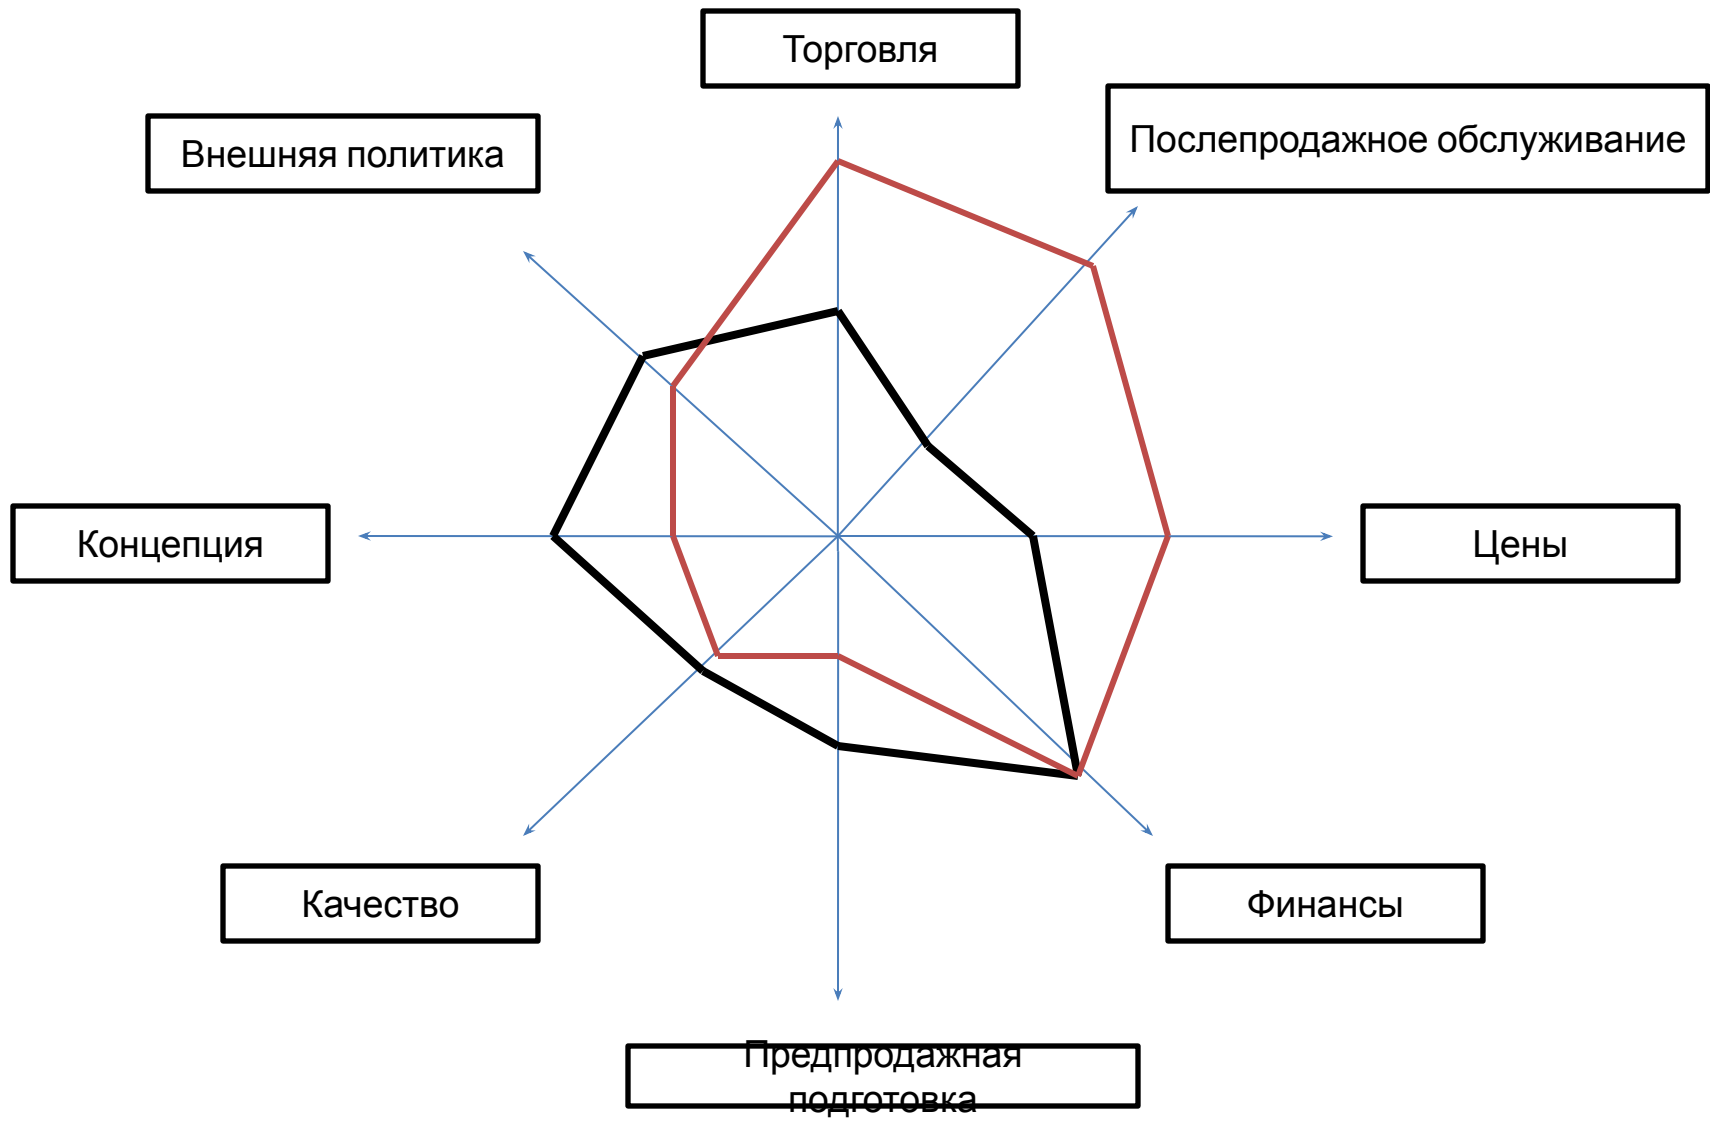 Торговля
Послепродажное обслуживание
Внешняя политика
Концепция
Цены
Качество
Финансы
Предпродажная
подготовка